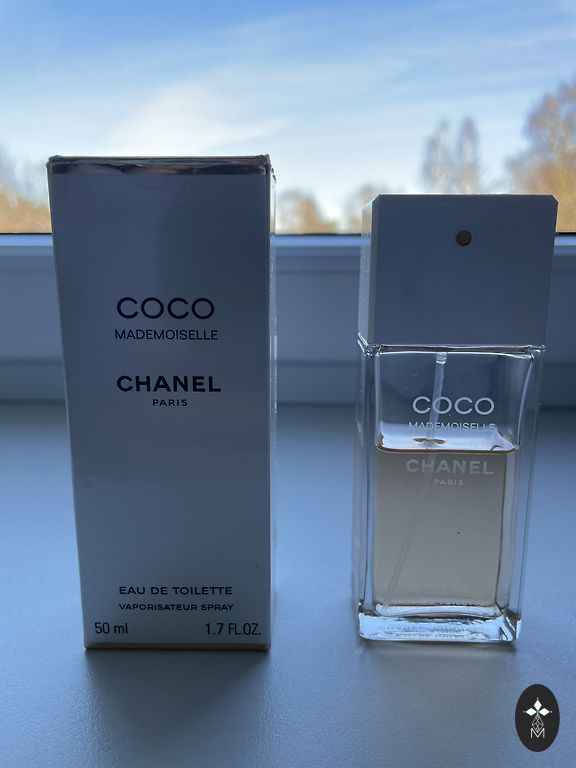 COCO
MADEMOISELLE
CHANEL
PARIS
EAU DE TOILETTE
VAPORISATEUR SPRAY
50 ml 1.7 FL.OZ.
COCO
MADEMOISELLE
CHANEL
PARIS
M